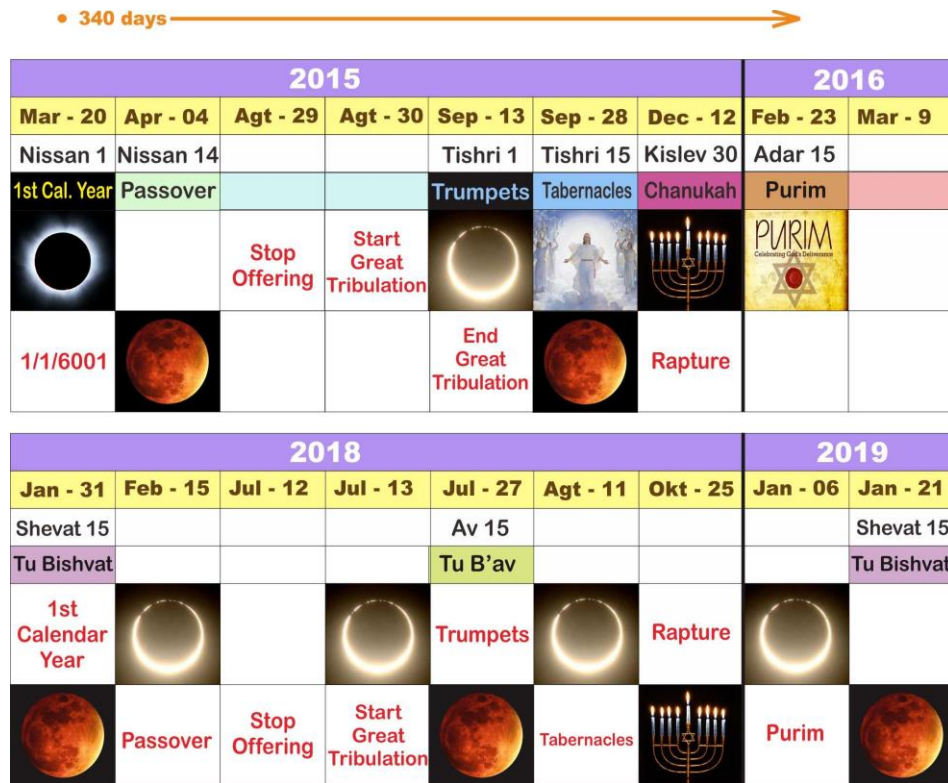 • 340 days
2015 2016
Mar - 20 Apr - 04 Agt - 29 Agt - 30 Sep - 13 Sep - 28 Dec - 12 Feb - 23 Mar - 9
Nissan 1 Nissan 14 Tishri 1 Tishri 15 Kislev 30 Adar 15
1st Cal. Year Passover Trumpets Tabernacles Chanukah Purim
Stop
Offering
Start
Great
Tribulation
PURIM
Celebrating God's Deliverance
1/1/6001
End
Great
Tribulation
Rapture
2018 2019
Jan - 31 Feb - 15 Jul - 12 Jul - 13 Jul - 27 Agt - 11 Okt - 25 Jan - 06 Jan - 21
Shevat 15 Av 15 Shevat 15
Tu Bishvat Tu B'av Tu Bishvat
1st
Calendar
Year
Trumpets
Rapture
Passover
Stop
Offering
Start
Great
Tribulation
Tabernacles
Purim